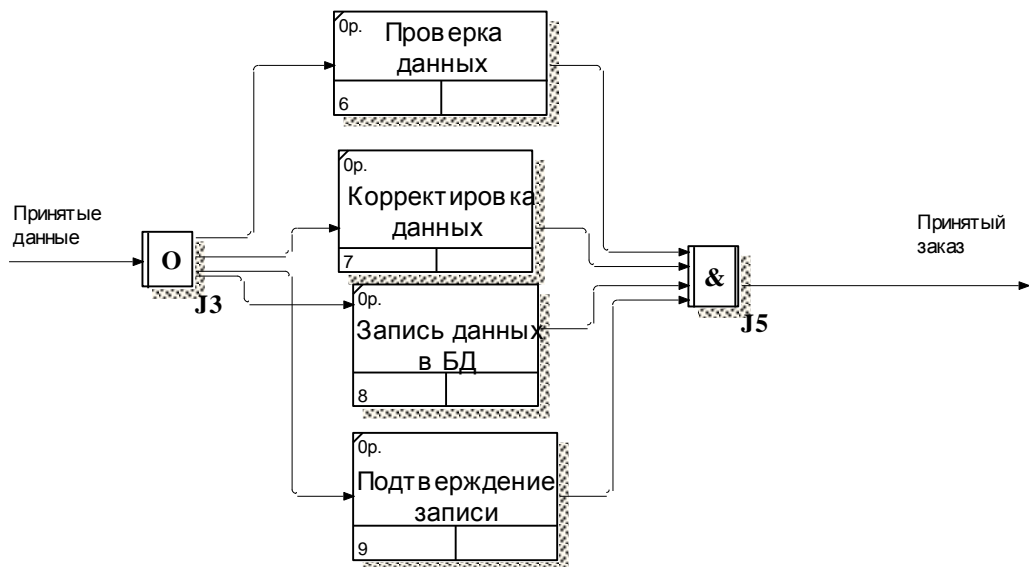 0р.
Проверка
данных
6
0р.
Корректировка
данных
7
Принятые
данные
O
J3
0р.
Запись данных
в БД
8
&
J5
Принятый
заказ
0р.
Подтверждение
записи
9